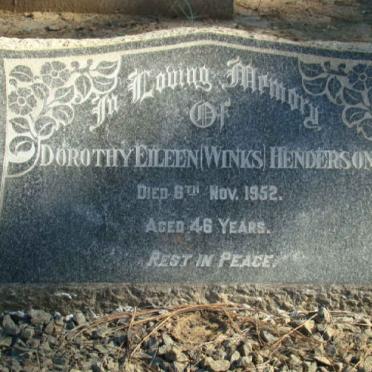 In Loving Memory
Of
DOROTHY EILEEN (WINKS) HENDERSON
DIED 6TH NOV. 1952.
AGED 46 YEARS.
REST IN PEACE.